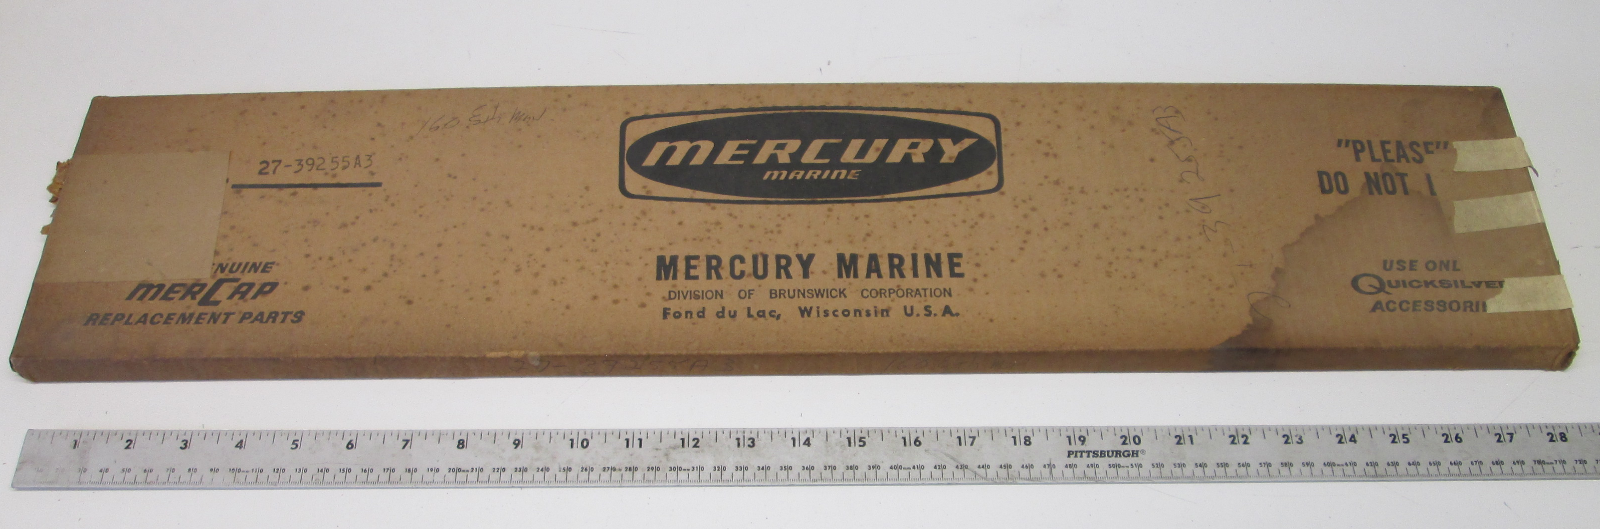 27-39255A3
MERCURY
MARINE
"PLEASE"
DO NOT
NUINE
MERCAP
REPLACEMENT PARTS
MERCURY MARINE
DIVISION OF BRUNSWICK CORPORATION
Fond du Lac, Wisconsin U.S.A.
USE ONL
QUICKSILVER
ACCESSORI
1 2 3 4 5 6 7 8 9 10 11 12 13 14 15 16 17 18 19 20 21 22 23 24 25 26 27 28
PITTSBURGH®